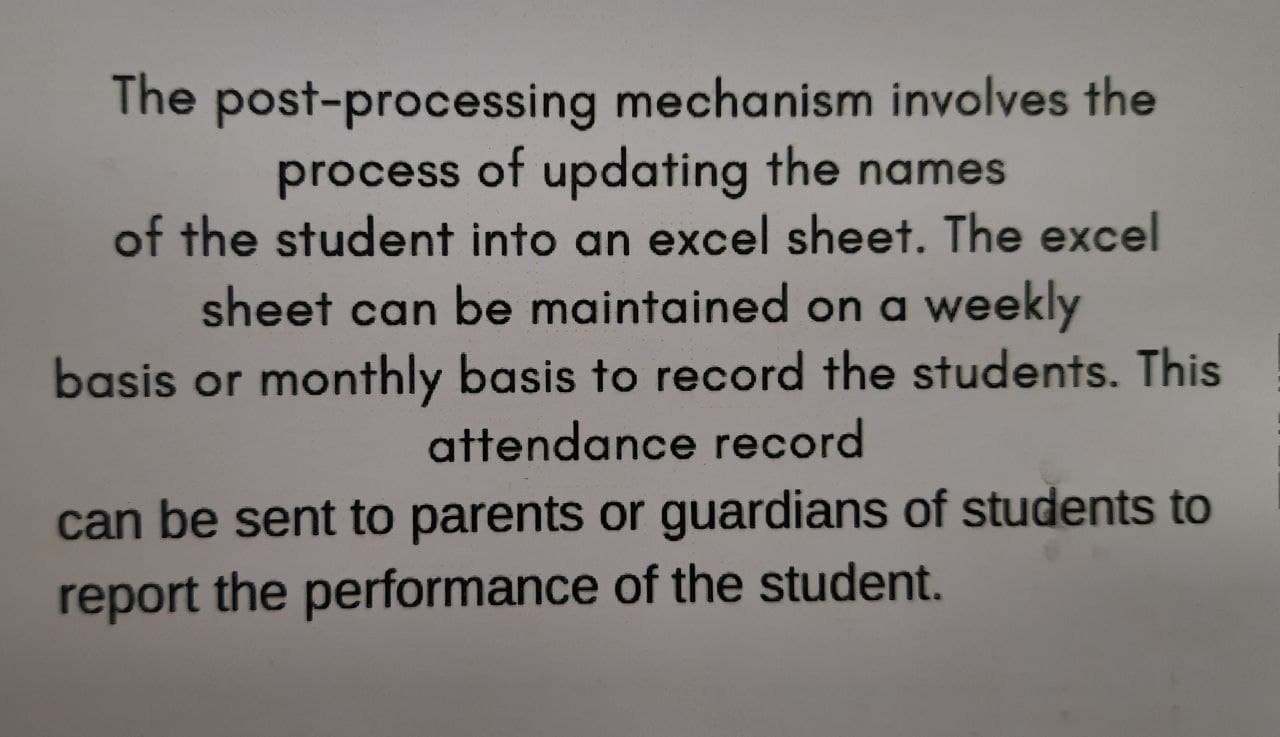 The post-processing mechanism involves the
process of updating the names
of the student into an excel sheet. The excel
sheet can be maintained on a weekly
basis or monthly basis to record the students. This
attendance record
can be sent to parents or guardians of students to
report the performance of the student.